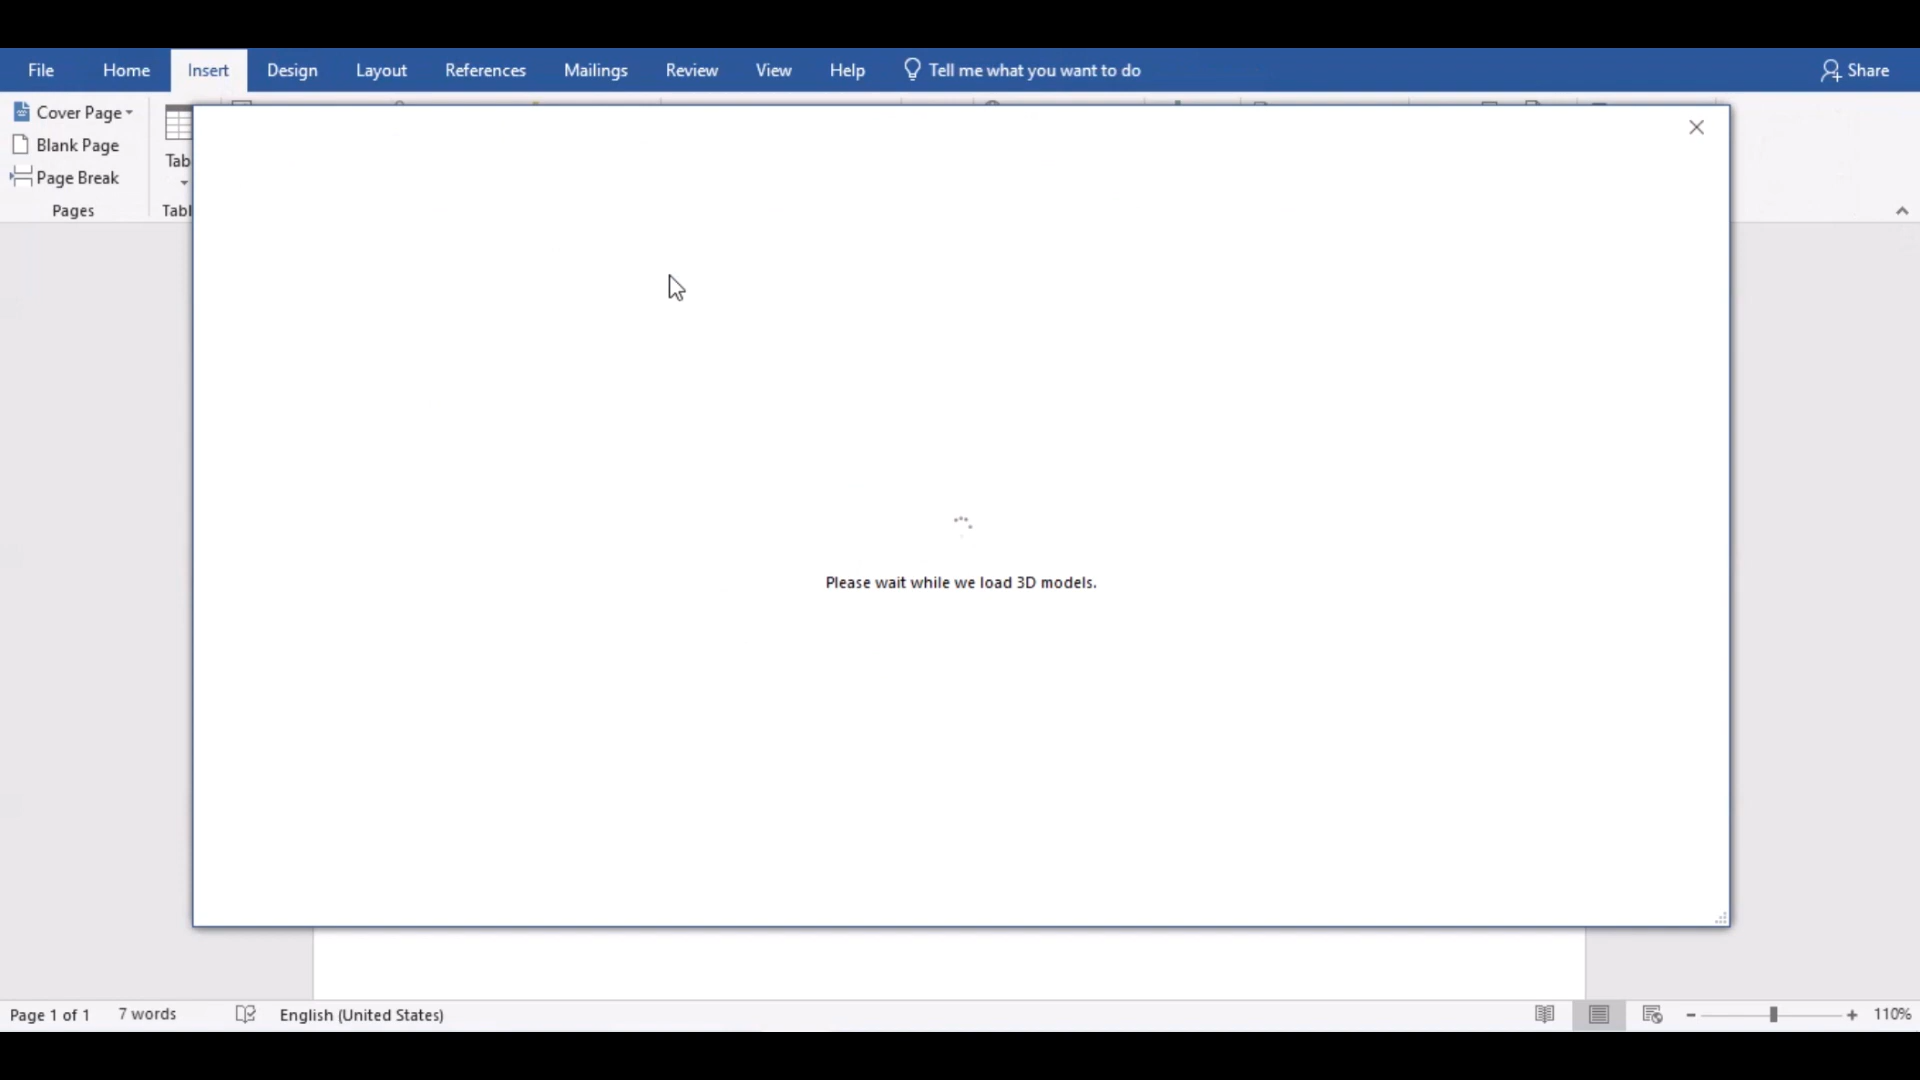 File Home Insert Design Layout References Mailings Review View Help Tell me what you want to do Share
Cover Page
Blank Page
Page Break
Pages
Tab
Tabl
Please wait while we load 3D models.
Page 1 of 1 7 words English (United States) 110%